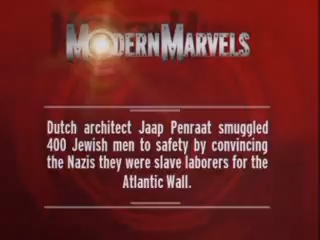 MODERN MARVELS
Dutch architect Jaap Penraat smuggled
400 Jewish men to safety by convincing
the Nazis they were slave laborers for the
Atlantic Wall.